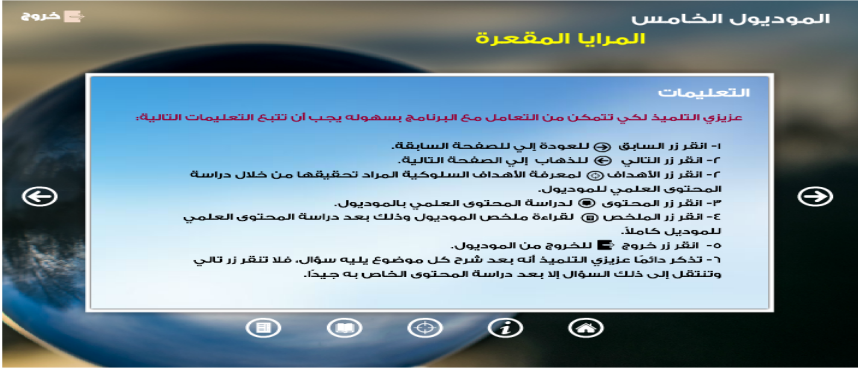 الموديول الخامس
خروج
المرايا المقعرة
التعليمات
عزيزي التلميذ لكي تتمكن من التعامل مع البرنامج بسهوله يجب أن تتبع التعليمات التالية:
١- انقر زر السابق للعودة إلي للصفحة السابقة.
٢- انقر زر التالي للذهاب إلي الصفحة التالية.
٢- انقر زر الأهداف لمعرفة الأهداف السلوكية المراد تحقيقها من خلال دراسة
المحتوى العلمي للموديول.
٣- انقر زر المحتوى لدراسة المحتوى العلمي بالموديول.
٤- انقر زر الملخص لقراءة ملخص الموديول وذلك بعد دراسة المحتوى العلمي
للموديل كاملاً.
٥- انقر زر خروج للخروج من الموديول.
٦- تذكر دائمًا عزيزي التلميذ أنه بعد شرح كل موضوع يليه سؤال، فلا تنقر زر تالي
وتنتقل إلى ذلك السؤال إلا بعد دراسة المحتوى الخاص به جيدًا.